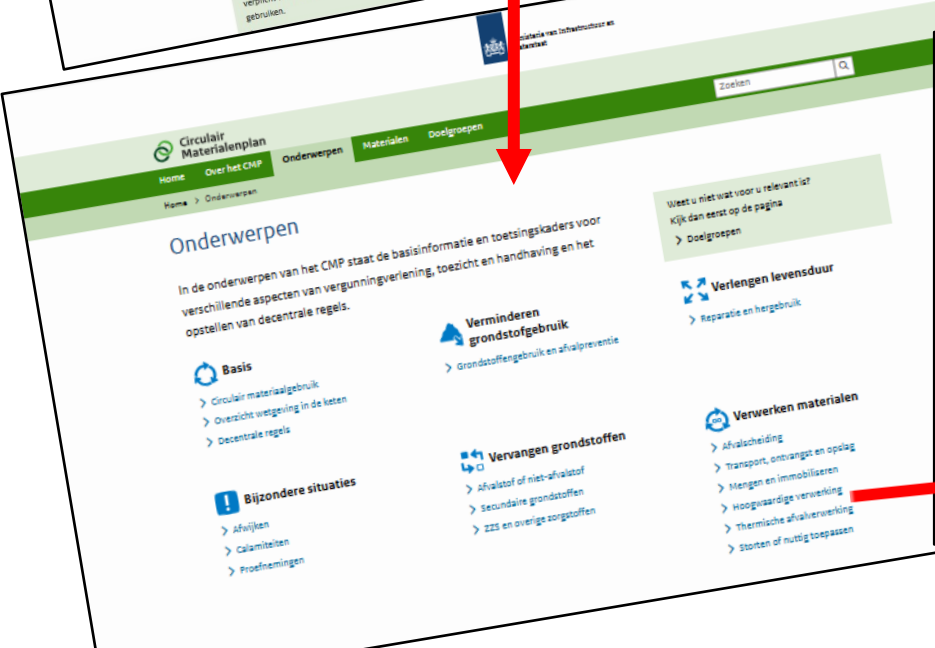 gebruiken.
Ministerie van Infrastructuur en
Waterstaat
Circulair
Materialenplan
Zoeken
Home Over het CMP Onderwerpen Materialen Doelgroepen
Home > Onderwerpen
Onderwerpen
In de onderwerpen van het CMP staat de basisinformatie en toetsingskaders voor
verschillende aspecten van vergunningverlening, toezicht en handhaving en het
opstellen van decentrale regels.
Weet u niet wat voor u relevant is?
Kijk dan eerst op de pagina
> Doelgroepen
Basis
> Circulair materiaalgebruik
> Overzicht wetgeving in de keten
> Decentrale regels
Verminderen
grondstofgebruik
> Grondstoffengebruik en afvalpreventie
Verlengen levensduur
> Reparatie en hergebruik
Bijzondere situaties
> Afwijken
> Calamiteiten
> Proefnemingen
Vervangen grondstoffen
> Afvalstof of niet-afvalstof
> Secundaire grondstoffen
> ZZS en overige zorgstoffen
Verwerken materialen
> Afvalscheiding
> Transport, ontvangst en opslag
> Mengen en immobiliseren
> Hoogwaardige verwerking
> Thermische afvalverwerking
> Storten of nuttig toepassen